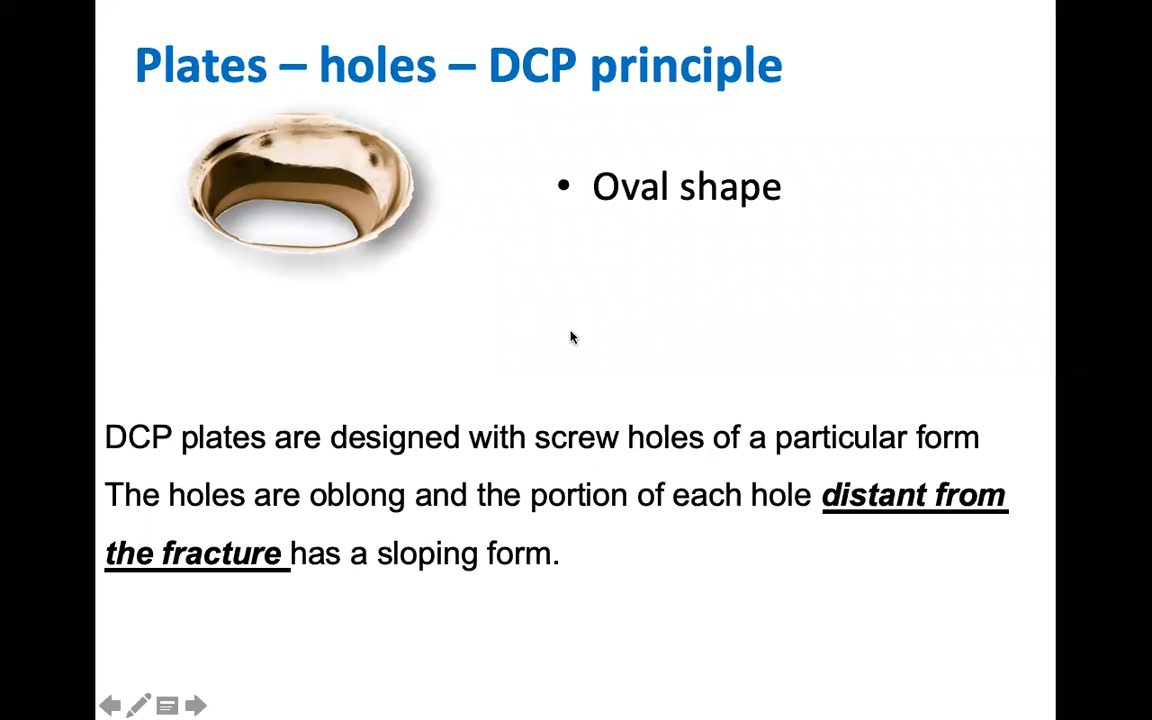 Plates – holes – DCP principle
• Oval shape
DCP plates are designed with screw holes of a particular form
The holes are oblong and the portion of each hole distant from
the fracture has a sloping form.